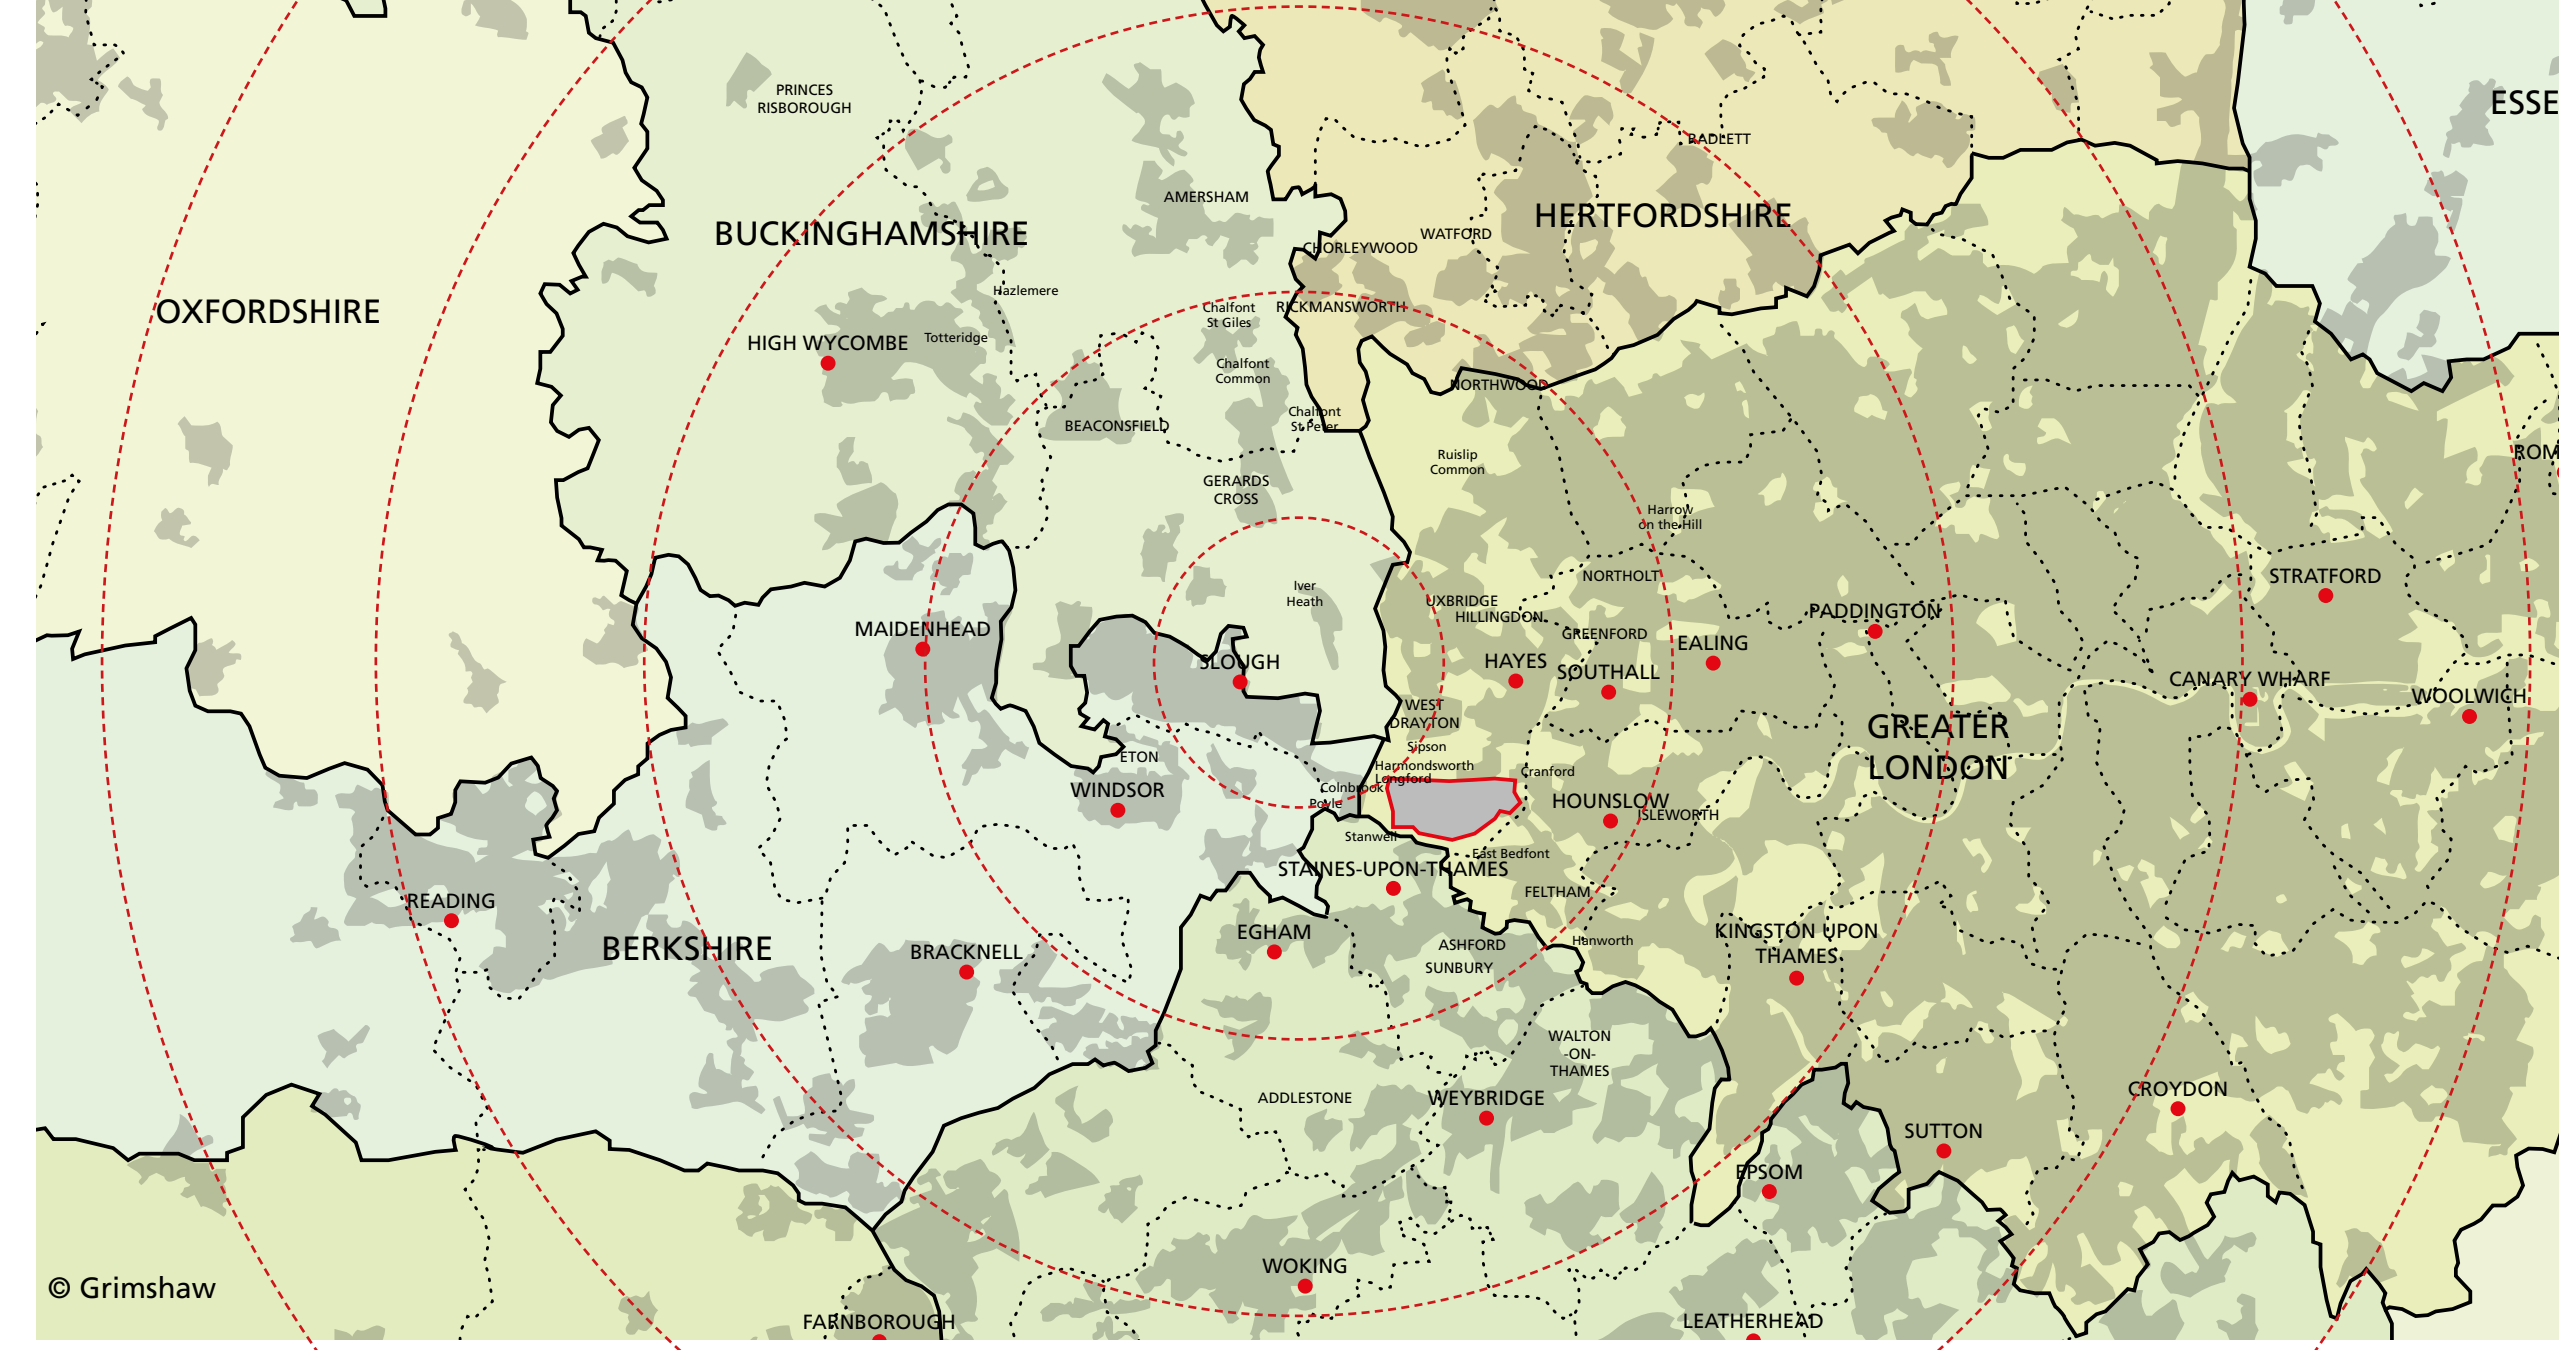 PRINCES
RISBOROUGH
ESSE
RADLETT
AMERSHAM
BUCKINGHAMSHIRE
HERTFORDSHIRE
WATFORD
CHORLEYWOOD
Hazlemere
OXFORDSHIRE
RICKMANSWORTH
Chalfont
St Giles
HIGH WYCOMBE
Totteridge
Chalfont
Common
NORTHWOOD
Chalfont
St Peter
BEACONSFIELD
ROM
Ruislip
Common
GERARDS
CROSS
Harrow
on the Hill
NORTHOLT
STRATFORD
Iver
Heath
UXBRIDGE
HILLINGDON
PADDINGTON
MAIDENHEAD
GREENFORD
EALING
SLOUGH
HAYES
SOUTHALL
CANARY WHARF
WOOLWICH
WEST
DRAYTON
GREATER
LONDON
Sipson
ETON
Harmondsworth
Longford
Cranford
WINDSOR
Colnbrook
Poyle
HOUNSLOW
ISLEWORTH
Stanwell
East Bedfont
STAINES-UPON-THAMES
FELTHAM
READING
EGHAM
KINGSTON UPON
THAMES
BERKSHIRE
BRACKNELL
ASHFORD
Hanworth
SUNBURY
WALTON
-ON-
THAMES
ADDLESTONE
WEYBRIDGE
CROYDON
SUTTON
EPSOM
WOKING
© Grimshaw
FARNBOROUGH
LEATHERHEAD